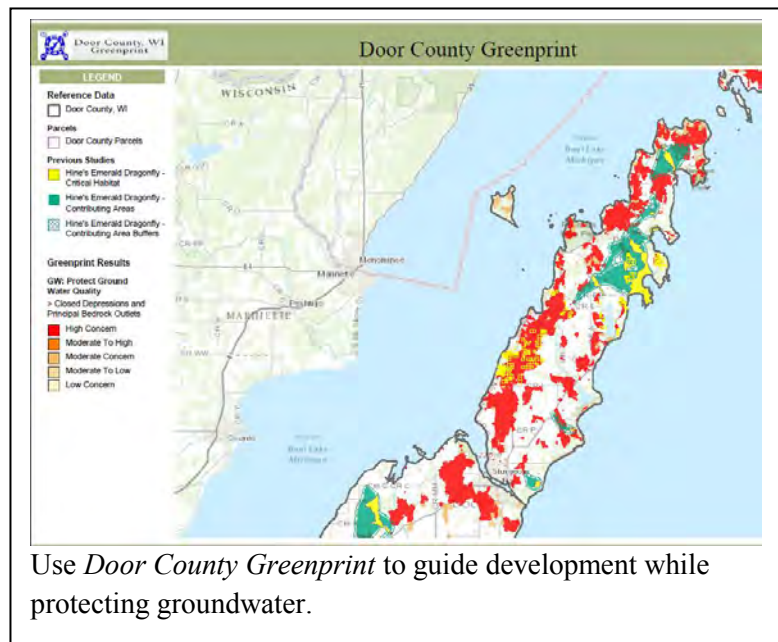 Door County, WI
Greenprint
Door County Greenprint
LEGEND
Reference Data
Door County, WI
Parcels
Door County Parcels
Previous Studies
Hine's Emerald Dragonfly -
Critical Habitat
Hine's Emerald Dragonfly -
Contributing Areas
Hine's Emerald Dragonfly -
Contributing Area Buffers
Greenprint Results
GW: Protect Ground
Water Quality
> Closed Depressions and
Principal Bedrock Outlets
High Concern
Moderate To High
Moderate Concern
Moderate To Low
Low Concern
WISCONSIN
Menominee
Marinette
Peshtigo
MARINETTE
Oconto
CR P
Use Door County Greenprint to guide development while
protecting groundwater.